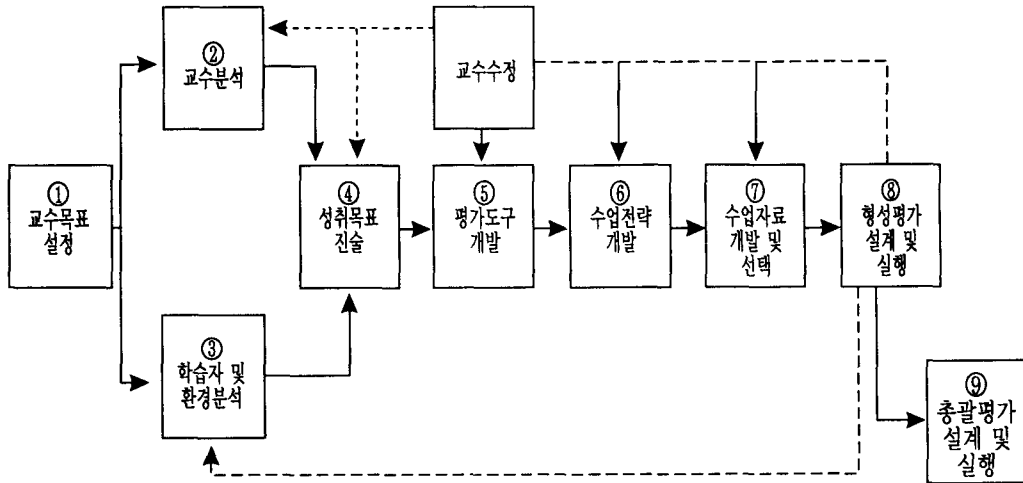 ①
교수목표
설정
②
교수분석
③
학습자 및
환경분석
④
성취목표
진술
교수수정
⑤
평가도구
개발
⑥
수업전략
개발
⑦
수업자료
개발 및
선택
⑧
형성평가
설계 및
실행
⑨
총괄평가
설계 및
실행